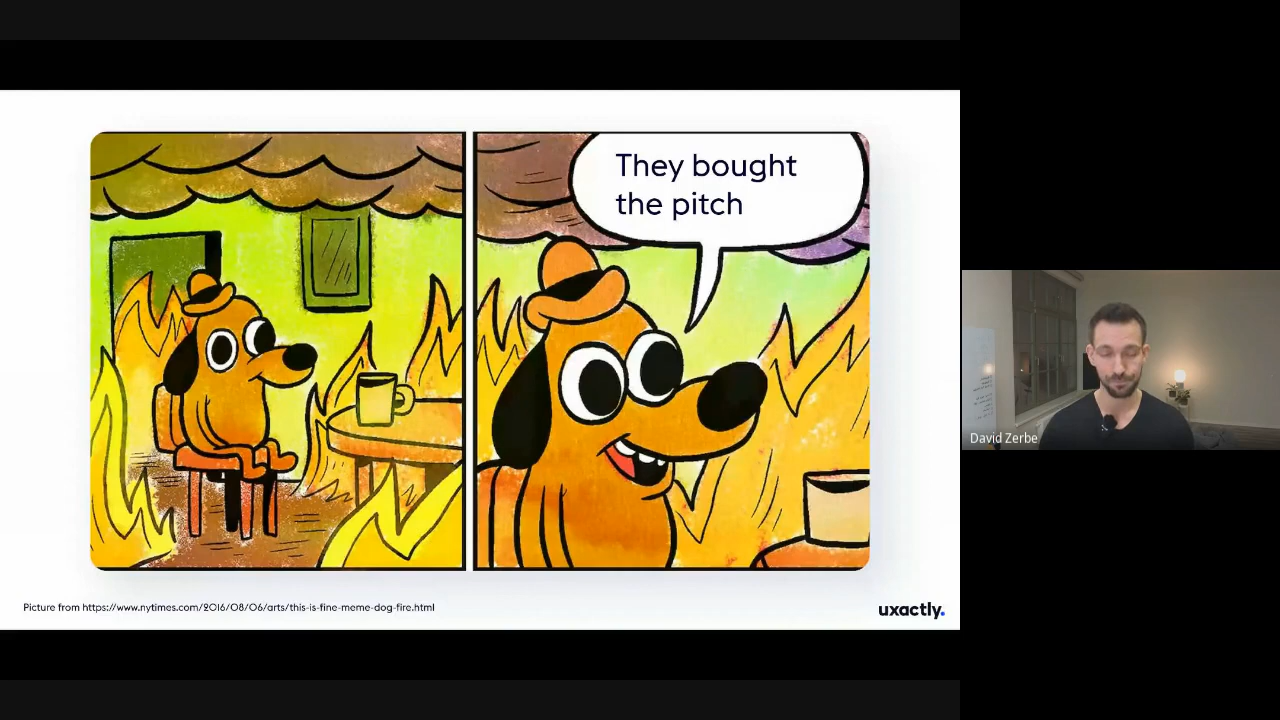 They bought
the pitch
Picture from https://www.nytimes.com/2016/08/06/arts/this-is-fine-meme-dog-fire.html
uxactly.
David Zerbe